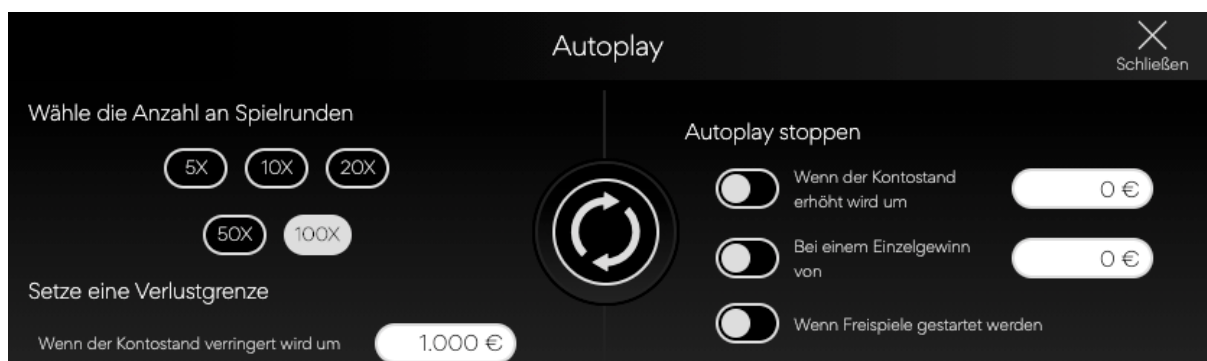 Autoplay
Schließen
Wähle die Anzahl an Spielrunden
5X 10X 20X
50X 100X
Setze eine Verlustgrenze
Wenn der Kontostand verringert wird um 1.000 €
Autoplay stoppen
Wenn der Kontostand
erhöht wird um
0 €
Bei einem Einzelgewinn
von
0 €
Wenn Freispiele gestartet werden